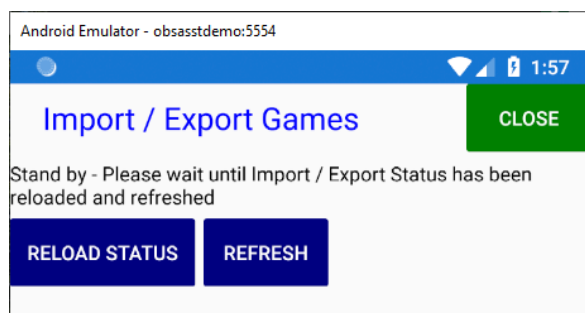 Android Emulator - obsasstdemo:5554
1:57
Import / Export Games
CLOSE
Stand by - Please wait until Import / Export Status has been
reloaded and refreshed
RELOAD STATUS
REFRESH